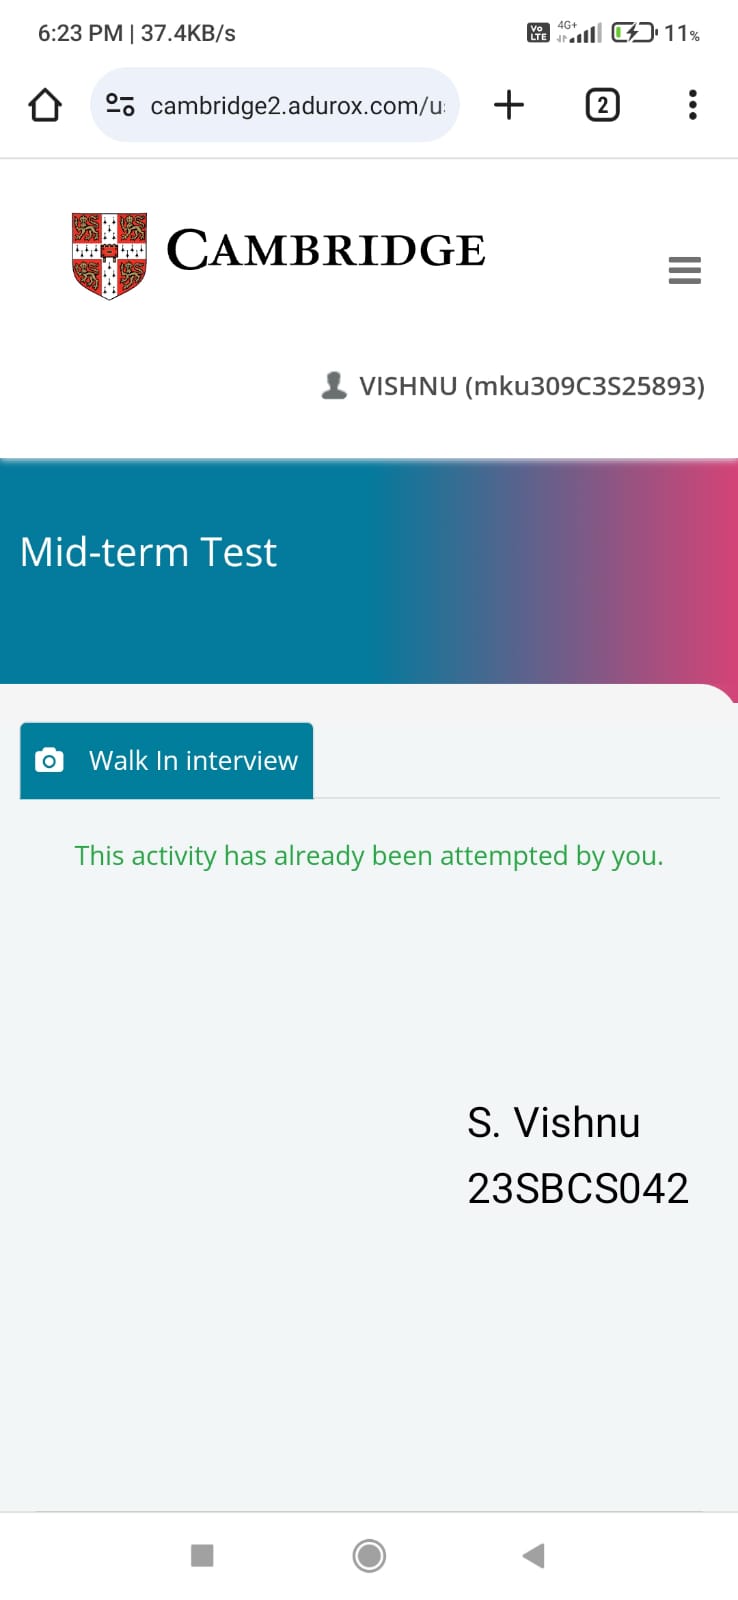 6:23 PM | 37.4KB/s
Vo LTE 4G+ 11%
cambridge2.adurox.com/u
2
CAMBRIDGE
VISHNU (mku309C3S25893)
Mid-term Test
Walk In interview
This activity has already been attempted by you.
S. Vishnu
23SBCS042